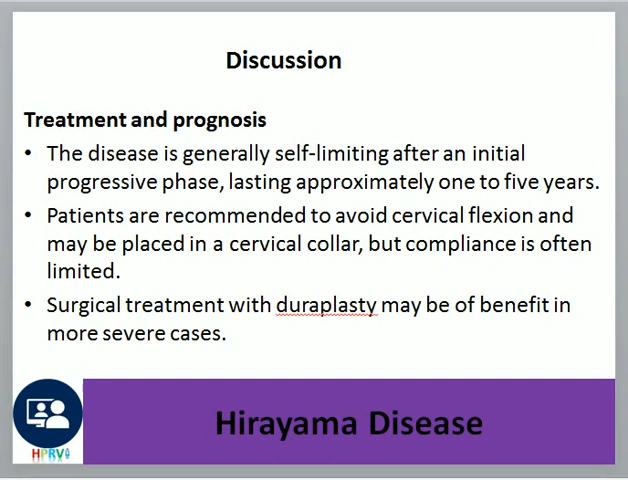 Discussion
Treatment and prognosis
• The disease is generally self-limiting after an initial
progressive phase, lasting approximately one to five years.
• Patients are recommended to avoid cervical flexion and
may be placed in a cervical collar, but compliance is often
limited.
• Surgical treatment with duraplasty may be of benefit in
more severe cases.
Hirayama Disease
HPRV